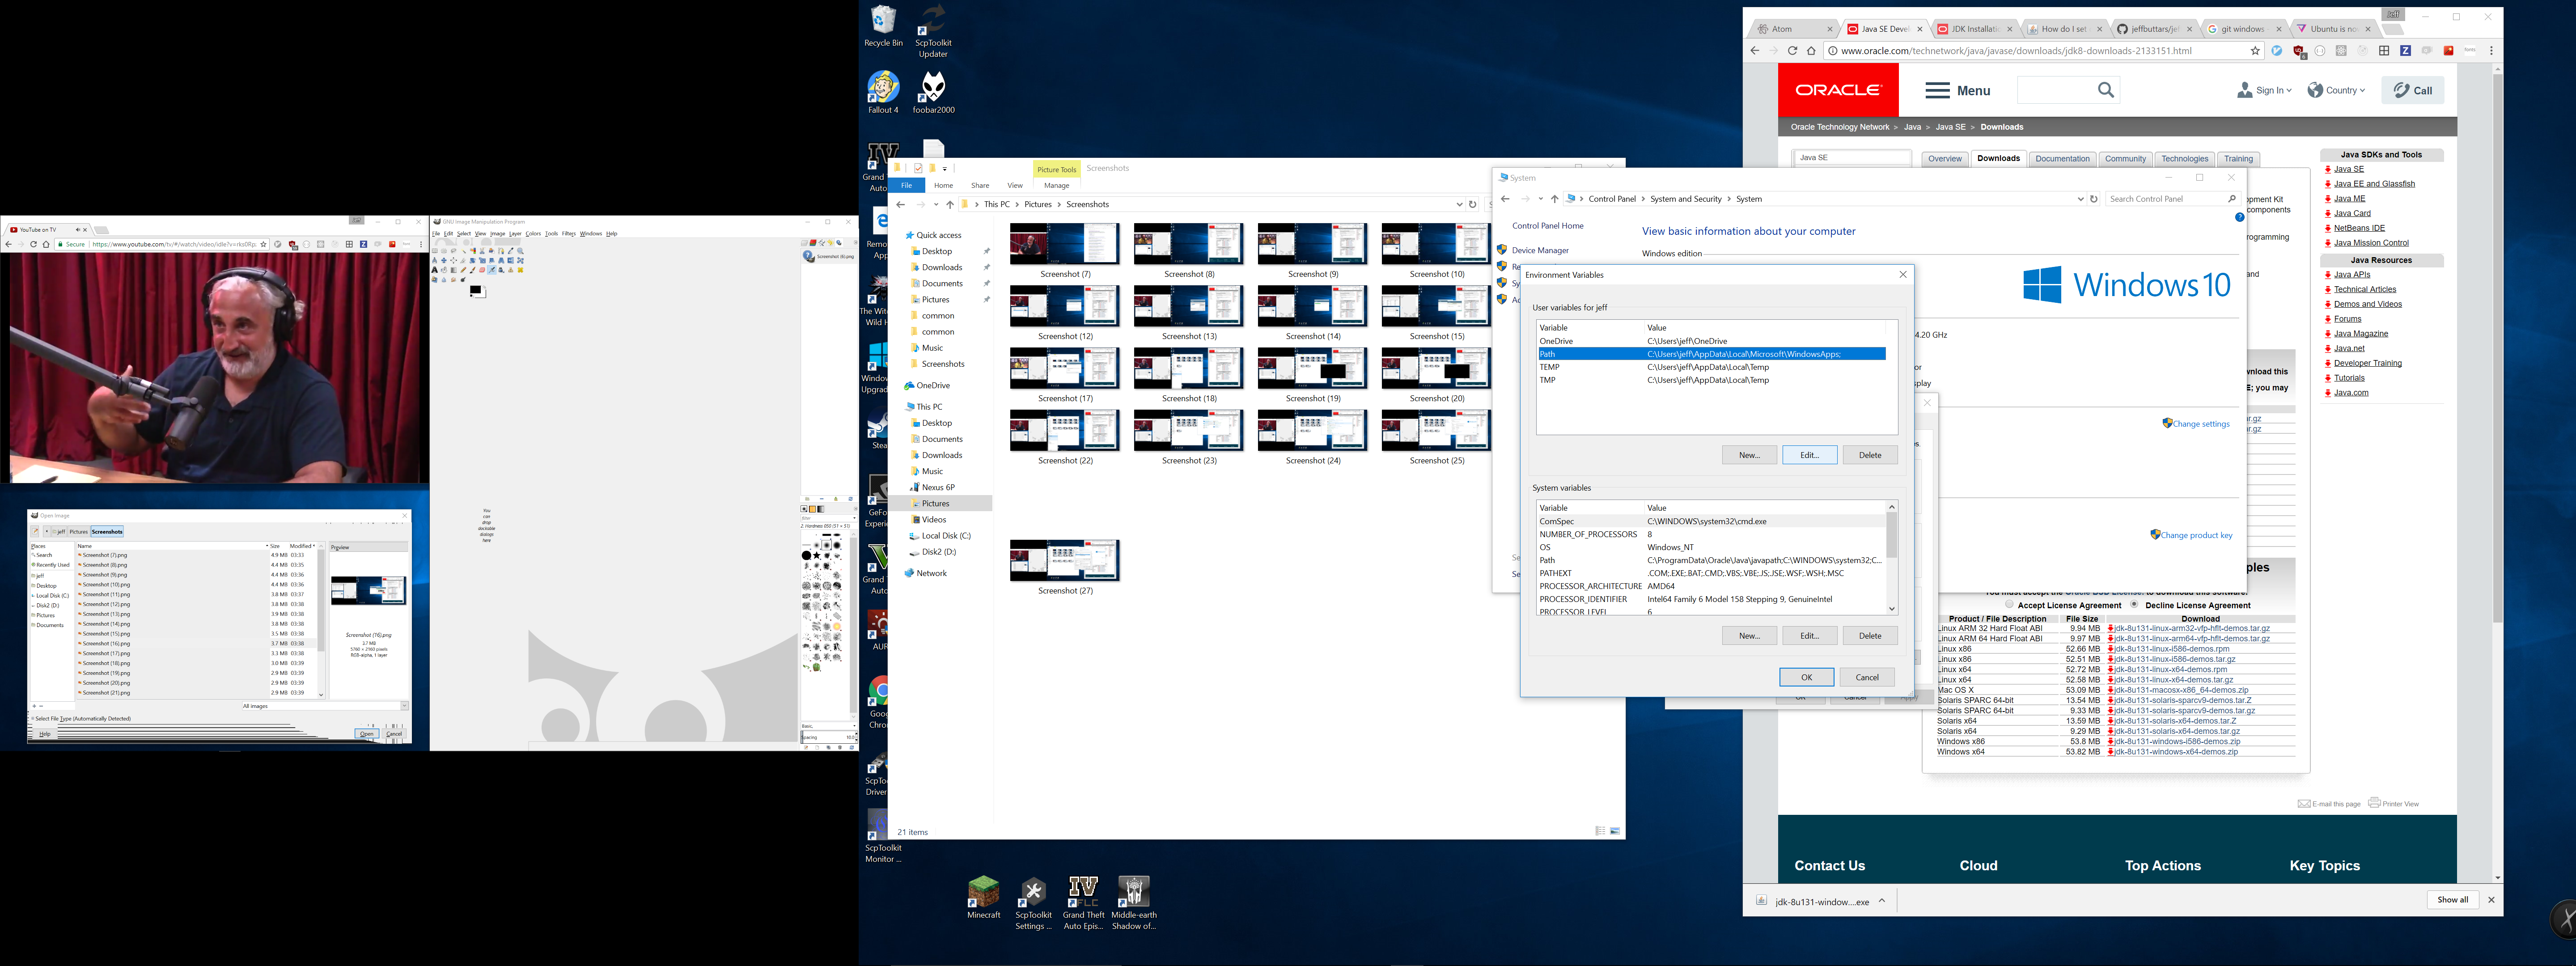 Recycle Bin
ScpToolkit
Updater
Fallout 4
foobar2000
Minecraft
ScpToolkit
Settings ...
Grand Theft
Auto Epis...
Middle-earth
Shadow of...
ScpToolkit
Monitor ...
YouTube on TV
Secure
GNU Image Manipulation Program
File Edit Select View Image Layer Colors Tools Filters Windows Help
Screenshot (6).png
You
can
drop
dockable
dialogs
here
Open Image
jeff Pictures Screenshots
Places
Search
Recently Used
jeff
Desktop
Local Disk (C:)
Disk2 (D:)
Pictures
Documents
Name Size Modified
Screenshot (7).png 4.9 MB 03:33
Screenshot (8).png 4.4 MB 03:35
Screenshot (9).png 4.4 MB 03:36
Screenshot (10).png 4.4 MB 03:36
Screenshot (11).png 3.8 MB 03:37
Screenshot (12).png 3.8 MB 03:38
Screenshot (13).png 3.9 MB 03:38
Screenshot (14).png 3.8 MB 03:38
Screenshot (15).png 3.5 MB 03:38
Screenshot (16).png 3.7 MB 03:38
Screenshot (17).png 3.3 MB 03:38
Screenshot (18).png 3.0 MB 03:39
Screenshot (19).png 2.9 MB 03:39
Screenshot (20).png 2.9 MB 03:39
Screenshot (21).png 2.9 MB 03:39
Preview
Screenshot (16).png
3.7 MB
5760 × 2160 pixels
RGB-alpha, 1 layer
All images
Select File Type (Automatically Detected)
Help Open Cancel
Picture Tools
Screenshots
File Home Share View Manage
This PC > Pictures > Screenshots
Quick access
Desktop
Downloads
Documents
Pictures
common
common
Music
Screenshots
OneDrive
This PC
Desktop
Documents
Downloads
Music
Nexus 6P
Pictures
Videos
Local Disk (C:)
Disk2 (D:)
Network
Screenshot (7) Screenshot (8) Screenshot (9) Screenshot (10)
Screenshot (12) Screenshot (13) Screenshot (14) Screenshot (15)
Screenshot (17) Screenshot (18) Screenshot (19) Screenshot (20)
Screenshot (22) Screenshot (23) Screenshot (24) Screenshot (25)
Screenshot (27)
21 items
System
Control Panel > System and Security > System
Search Control Panel
Control Panel Home
Device Manager
View basic information about your computer
Windows edition
Windows 10
4.20 GHz
Change settings
Change product key
Environment Variables
User variables for jeff
Variable Value
OneDrive C:\Users\jeff\OneDrive
Path C:\Users\jeff\AppData\Local\Microsoft\WindowsApps;
TEMP C:\Users\jeff\AppData\Local\Temp
TMP C:\Users\jeff\AppData\Local\Temp
New... Edit... Delete
System variables
Variable Value
ComSpec C:\WINDOWS\system32\cmd.exe
NUMBER_OF_PROCESSORS 8
OS Windows_NT
Path C:\ProgramData\Oracle\Java\javapath;C:\WINDOWS\system32;C...
PATHEXT .COM;.EXE;.BAT;.CMD;.VBS;.VBE;.JS;.JSE;.WSF;.WSH;.MSC
PROCESSOR_ARCHITECTURE AMD64
PROCESSOR_IDENTIFIER Intel64 Family 6 Model 158 Stepping 9, GenuineIntel
PROCESSOR_LEVEL 6
New... Edit... Delete
OK Cancel
Jeff
Atom
Java SE Devel
JDK Installatio
How do I set
jeffbuttars/jef
git windows
Ubuntu is no
www.oracle.com/technetwork/java/javase/downloads/jdk8-downloads-2133151.html
ORACLE
Menu
Sign In
Country
Call
Oracle Technology Network > Java > Java SE > Downloads
Java SE
Overview Downloads Documentation Community Technologies Training
Java SDKs and Tools
Java SE
Java EE and Glassfish
Java ME
Java Card
NetBeans IDE
Java Mission Control
Java Resources
Java APIs
Technical Articles
Demos and Videos
Forums
Java Magazine
Java.net
Developer Training
Tutorials
Java.com
Accept License Agreement Decline License Agreement
Product / File Description File Size Download
Linux ARM 32 Hard Float ABI 9.94 MB jdk-8u131-linux-arm32-vfp-hflt-demos.tar.gz
Linux ARM 64 Hard Float ABI 9.97 MB jdk-8u131-linux-arm64-vfp-hflt-demos.tar.gz
Linux x86 52.66 MB jdk-8u131-linux-i586-demos.rpm
Linux x86 52.51 MB jdk-8u131-linux-i586-demos.tar.gz
Linux x64 52.72 MB jdk-8u131-linux-x64-demos.rpm
Linux x64 52.58 MB jdk-8u131-linux-x64-demos.tar.gz
Mac OS X 53.09 MB jdk-8u131-macosx-x86_64-demos.zip
Solaris SPARC 64-bit 13.54 MB jdk-8u131-solaris-sparcv9-demos.tar.Z
Solaris SPARC 64-bit 9.33 MB jdk-8u131-solaris-sparcv9-demos.tar.gz
Solaris x64 13.59 MB jdk-8u131-solaris-x64-demos.tar.Z
Solaris x64 9.29 MB jdk-8u131-solaris-x64-demos.tar.gz
Windows x86 53.8 MB jdk-8u131-windows-i586-demos.zip
Windows x64 53.82 MB jdk-8u131-windows-x64-demos.zip
E-mail this page Printer View
Contact Us Cloud Top Actions Key Topics
jdk-8u131-window....exe
Show all